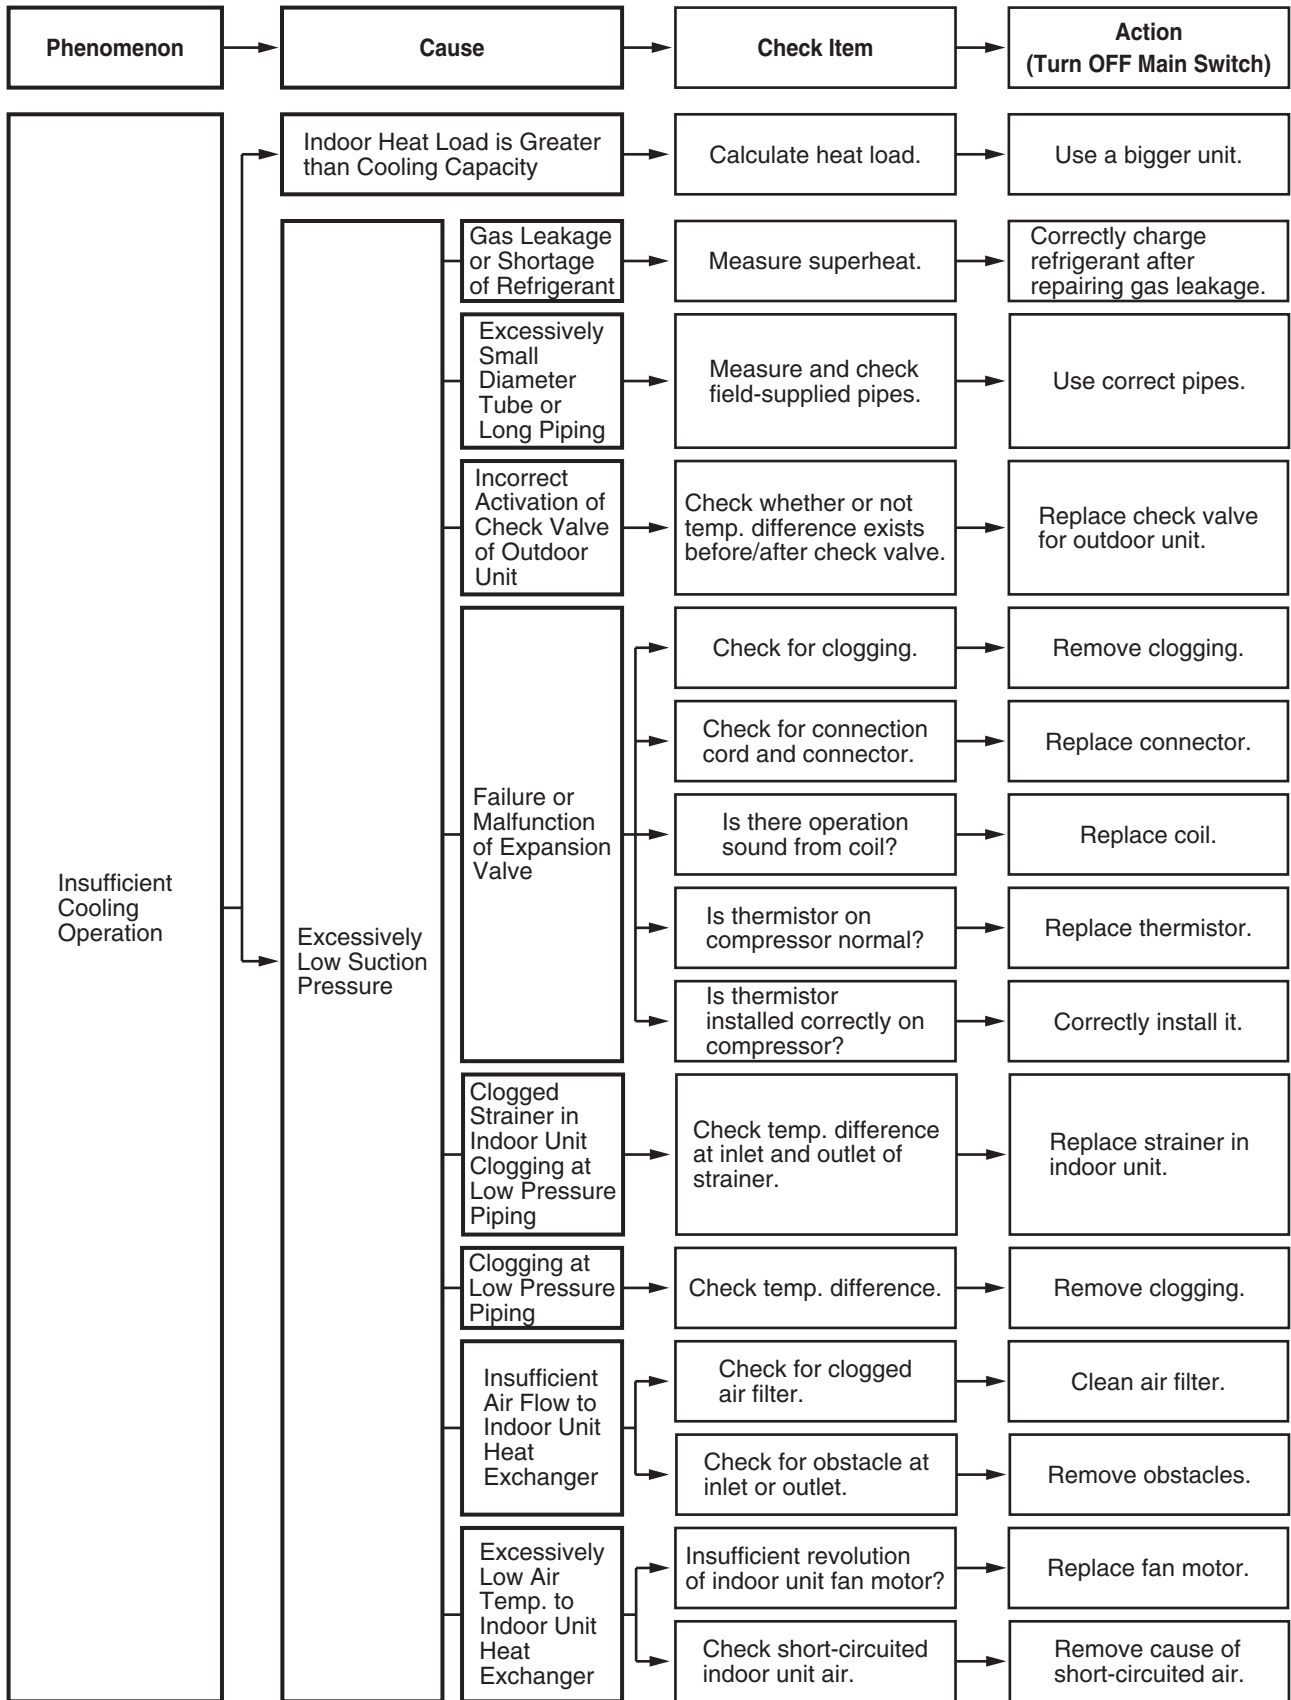 Phenomenon
Cause
Check Item
Action
(Turn OFF Main Switch)
Insufficient
Cooling
Operation
Indoor Heat Load is Greater
than Cooling Capacity
Calculate heat load.
Use a bigger unit.
Excessively
Low Suction
Pressure
Gas Leakage
or Shortage
of Refrigerant
Measure superheat.
Correctly charge
refrigerant after
repairing gas leakage.
Excessively
Small
Diameter
Tube or
Long Piping
Measure and check
field-supplied pipes.
Use correct pipes.
Incorrect
Activation of
Check Valve
of Outdoor
Unit
Check whether or not
temp. difference exists
before/after check valve.
Replace check valve
for outdoor unit.
Failure or
Malfunction
of Expansion
Valve
Check for clogging.
Remove clogging.
Check for connection
cord and connector.
Replace connector.
Is there operation
sound from coil?
Replace coil.
Is thermistor on
compressor normal?
Replace thermistor.
Is thermistor
installed correctly on
compressor?
Correctly install it.
Clogged
Strainer in
Indoor Unit
Clogging at
Low Pressure
Piping
Check temp. difference
at inlet and outlet of
strainer.
Replace strainer in
indoor unit.
Clogging at
Low Pressure
Piping
Check temp. difference.
Remove clogging.
Insufficient
Air Flow to
Indoor Unit
Heat
Exchanger
Check for clogged
air filter.
Clean air filter.
Check for obstacle at
inlet or outlet.
Remove obstacles.
Excessively
Low Air
Temp. to
Indoor Unit
Heat
Exchanger
Insufficient revolution
of indoor unit fan motor?
Replace fan motor.
Check short-circuited
indoor unit air.
Remove cause of
short-circuited air.